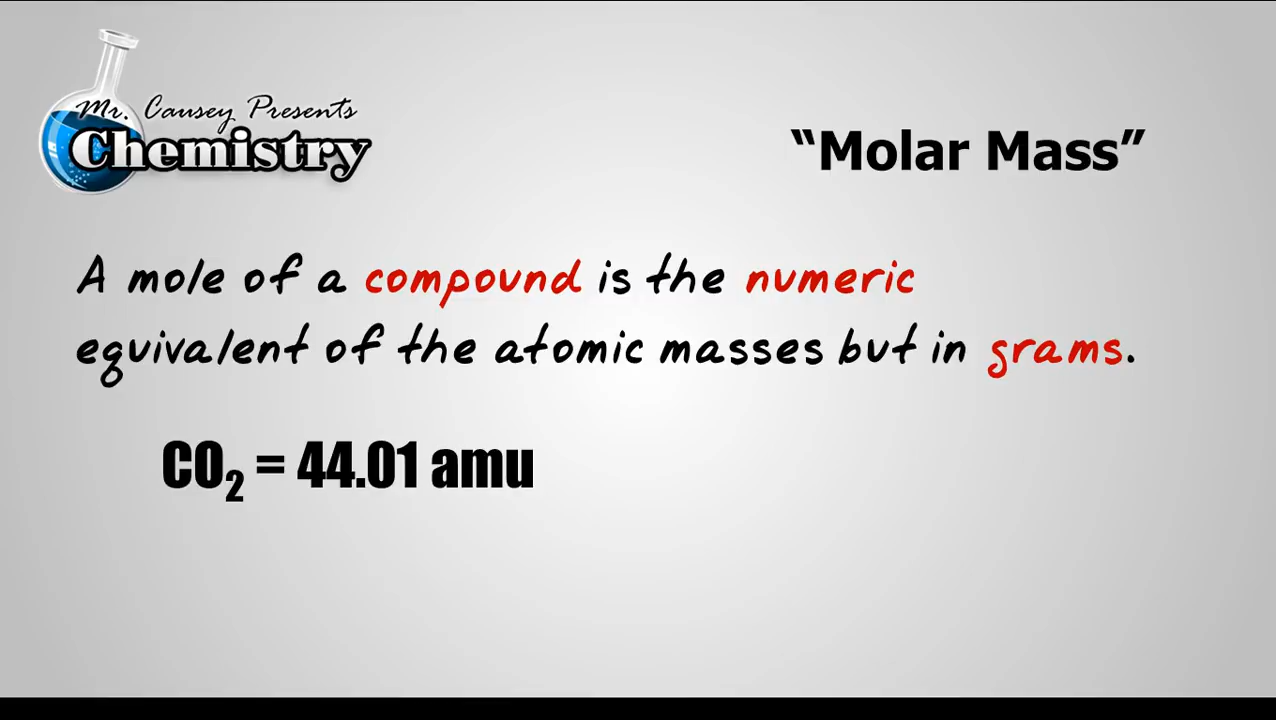 Mr. Causey Presents
Chemistry
“Molar Mass”
A mole of a compound is the numeric
equivalent of the atomic masses but in grams.
CO₂ = 44.01 amu